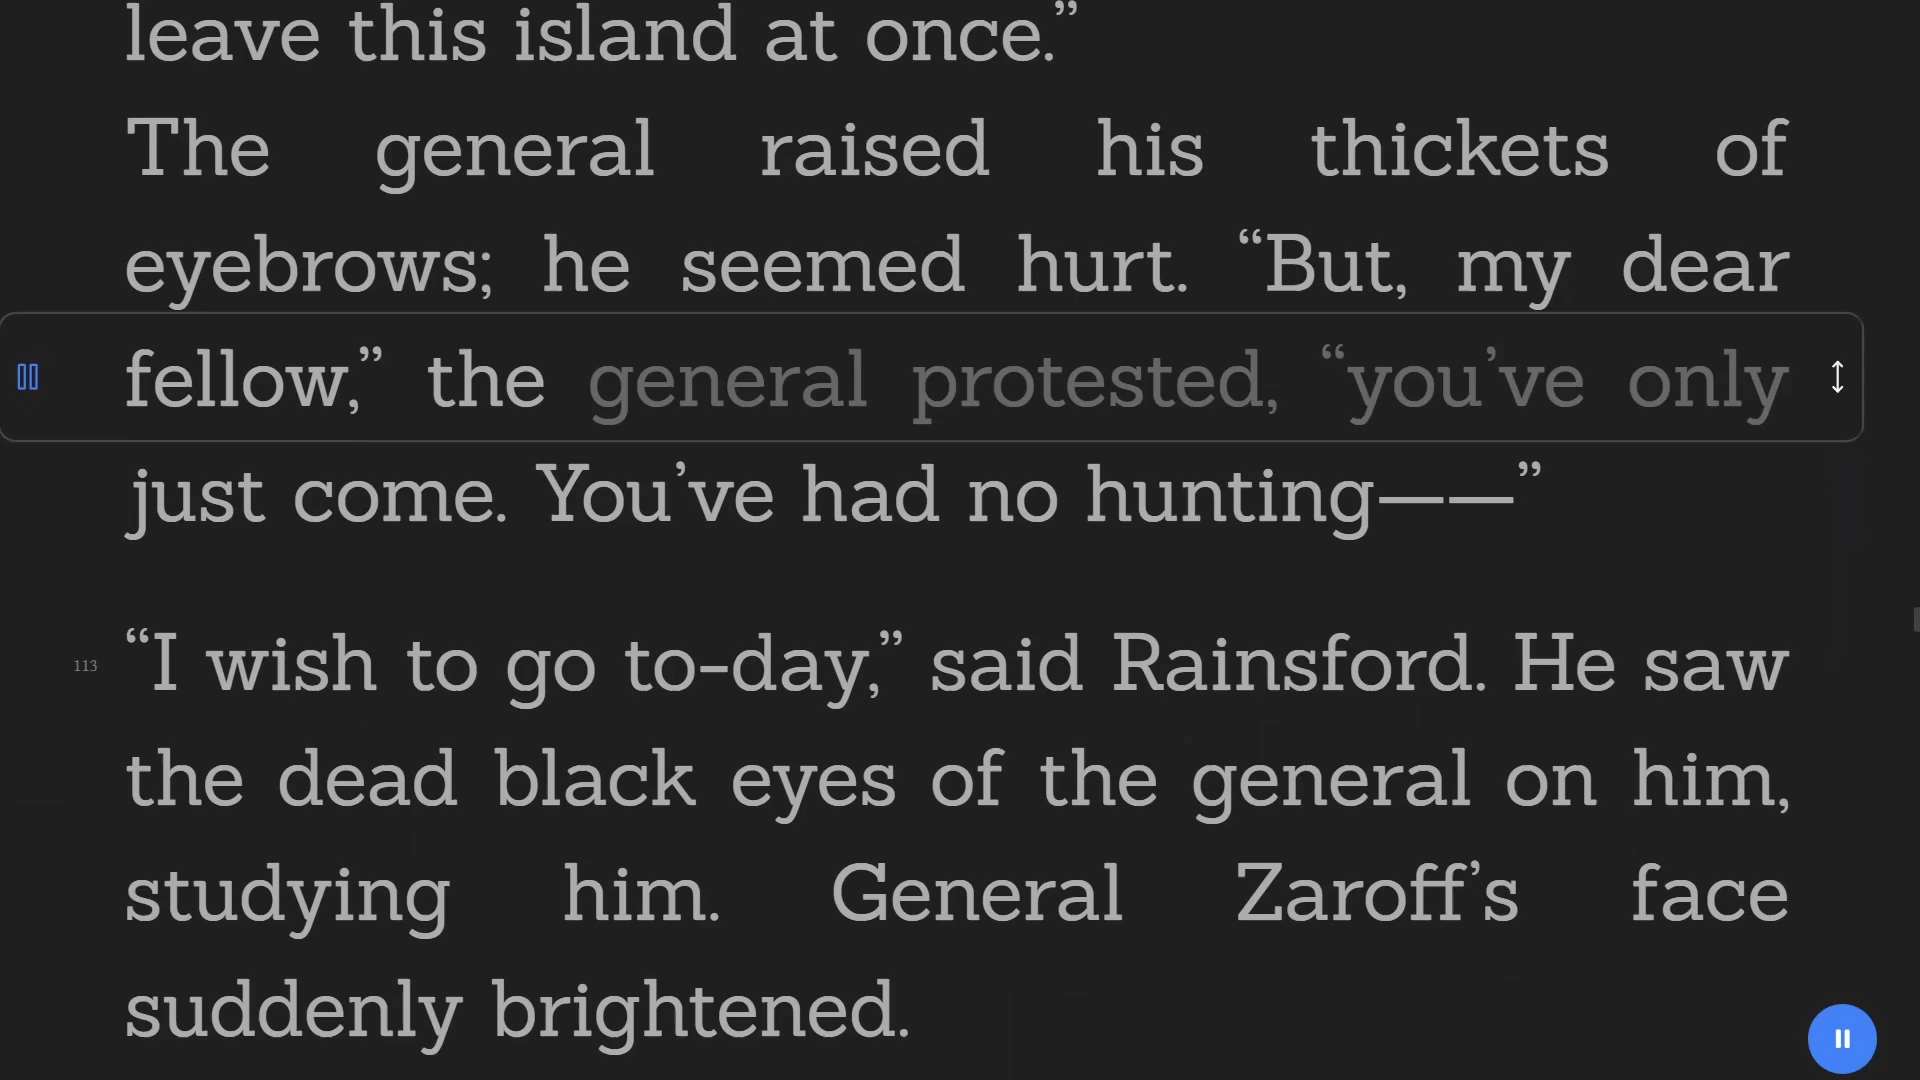 leave this island at once.”
The general raised his thickets of
eyebrows; he seemed hurt. “But, my dear
fellow,” the general protested, “you’ve only
just come. You’ve had no hunting——”
113 “I wish to go to-day,” said Rainsford. He saw
the dead black eyes of the general on him,
studying him. General Zaroff’s face
suddenly brightened.